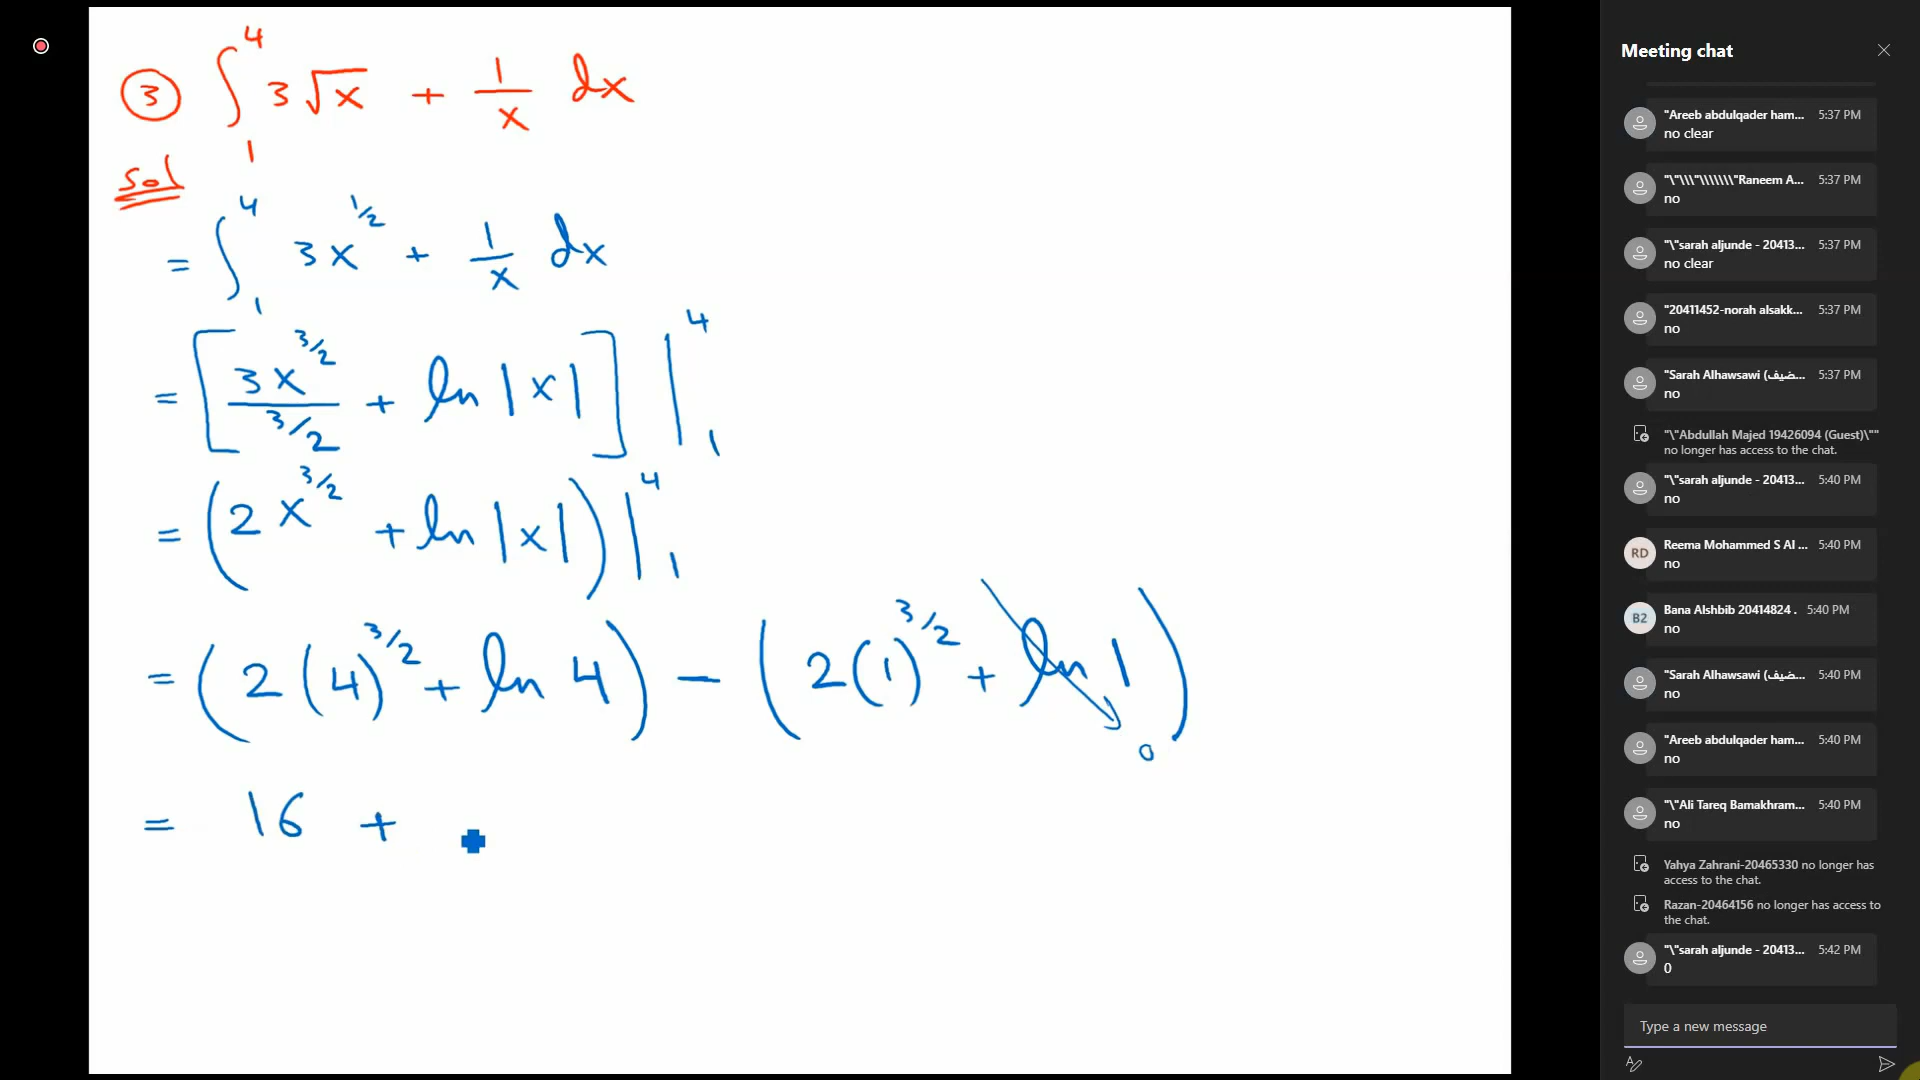 ③ ∫₁⁴ 3√x + 1/x dx
Sol
= ∫₁⁴ 3x^{1/2} + 1/x dx
= [3x^{3/2}/(3/2) + ln |x|] |₁⁴
= (2x^{3/2} + ln |x|) |₁⁴
= (2(4)^{3/2} + ln 4) − (2(1)^{3/2} + ln 1)
0
= 16 +
Meeting chat
"Areeb abdulqader ham... 5:37 PM
no clear
"\"\\\"\\\\\\\"Raneem A... 5:37 PM
no
"\"sarah aljunde - 20413... 5:37 PM
no clear
"20411452-norah alsakk... 5:37 PM
no
"Sarah Alhawsawi (ضيف... 5:37 PM
no
"\"Abdullah Majed 19426094 (Guest)\""
no longer has access to the chat.
"\"sarah aljunde - 20413... 5:40 PM
no
RD
Reema Mohammed S Al ... 5:40 PM
no
B2
Bana Alshbib 20414824 . 5:40 PM
no
"Sarah Alhawsawi (ضيف... 5:40 PM
no
"Areeb abdulqader ham... 5:40 PM
no
"\"Ali Tareq Bamakhram... 5:40 PM
no
Yahya Zahrani-20465330 no longer has
access to the chat.
Razan-20464156 no longer has access to
the chat.
"\"sarah aljunde - 20413... 5:42 PM
0
Type a new message